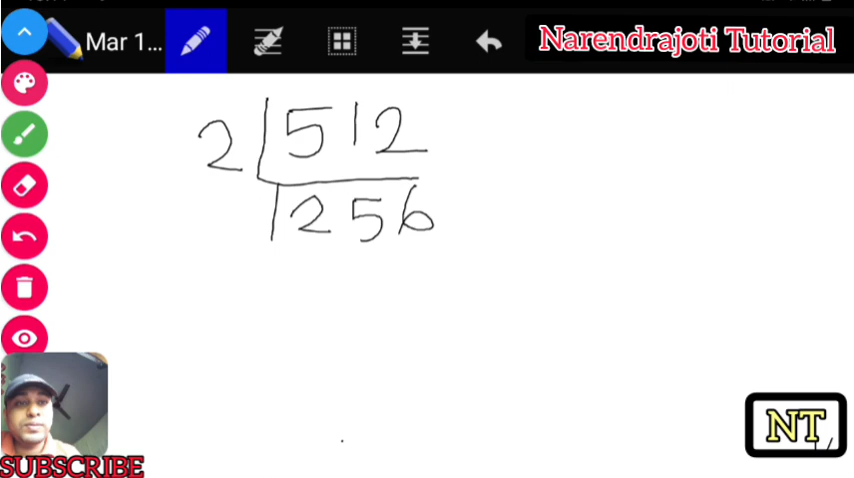 Mar 1...
Narendrajoti Tutorial
2 512
256
NT
SUBSCRIBE